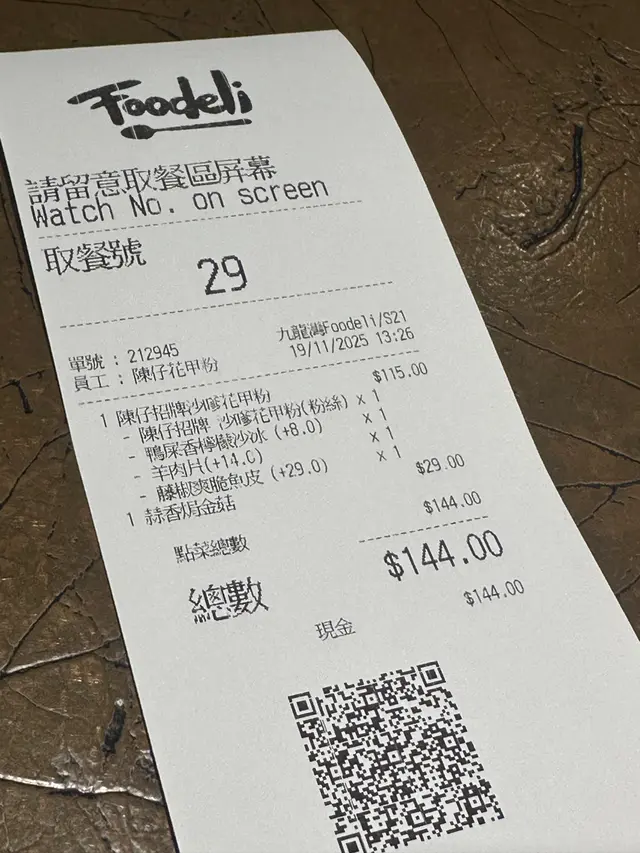 Foodeli
請留意取餐區屏幕
Watch No. on screen
取餐號
29
單號 : 212945
九龍灣Foodeli/S21
員工 : 陳仔花甲粉
19/11/2025 13:26
1 陳仔招牌沙嗲花甲粉 $115.00
- 陳仔招牌 沙嗲花甲粉(粉絲) x 1
- 鴨屎香檸檬沙冰 (+8.0) x 1
- 羊肉片(+14.0) x 1
- 藤椒爽脆魚皮 (+29.0) x 1
1 蒜香焗金菇 $29.00
點菜總數 $144.00
總數 $144.00
現金 $144.00